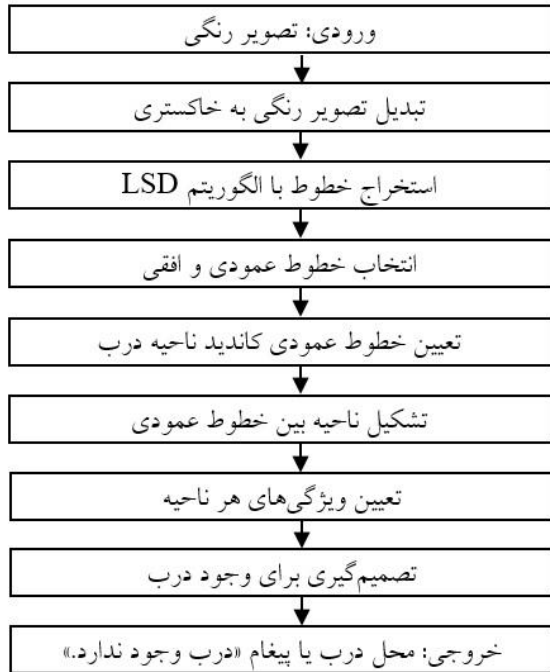 ورودی: تصویر رنگی
تبدیل تصویر رنگی به خاکستری
استخراج خطوط با الگوریتم LSD
انتخاب خطوط عمودی و افقی
تعیین خطوط عمودی کاندید ناحیه درب
تشکیل ناحیه بین خطوط عمودی
تعیین ویژگی‌های هر ناحیه
تصمیم‌گیری برای وجود درب
خروجی: محل درب یا پیغام «درب وجود ندارد.»